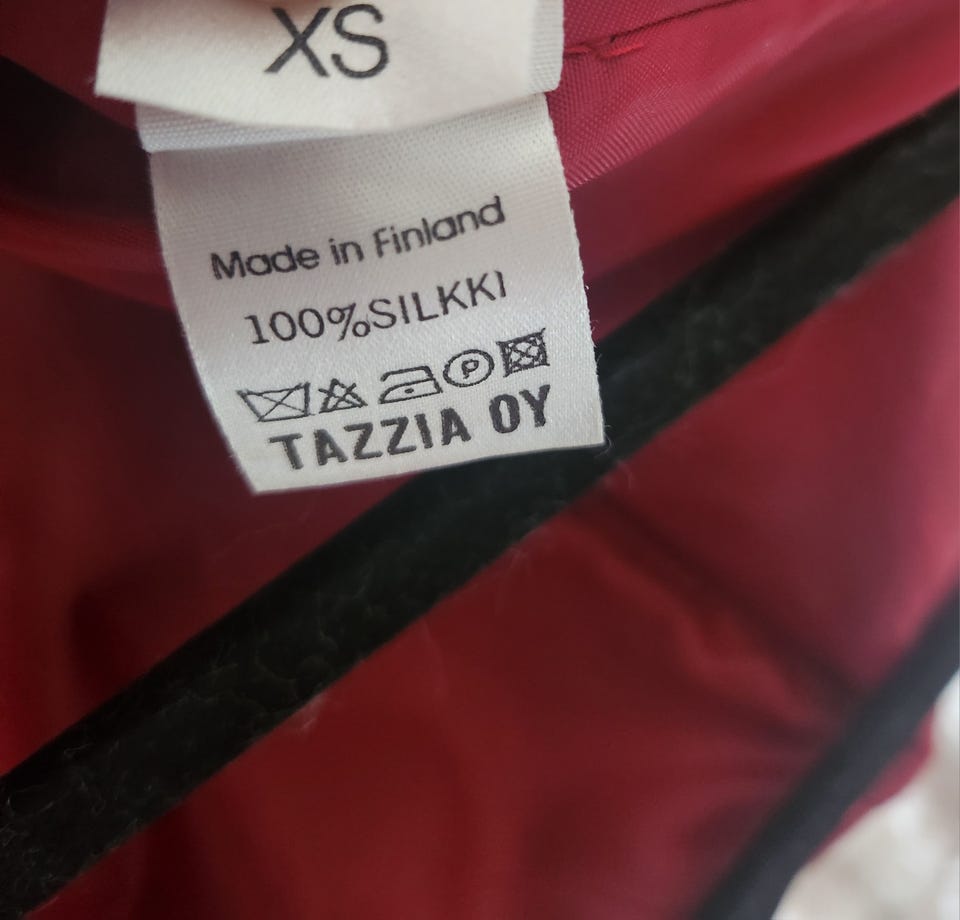 XS
Made in Finland
100%SILKKI
P
TAZZIA OY